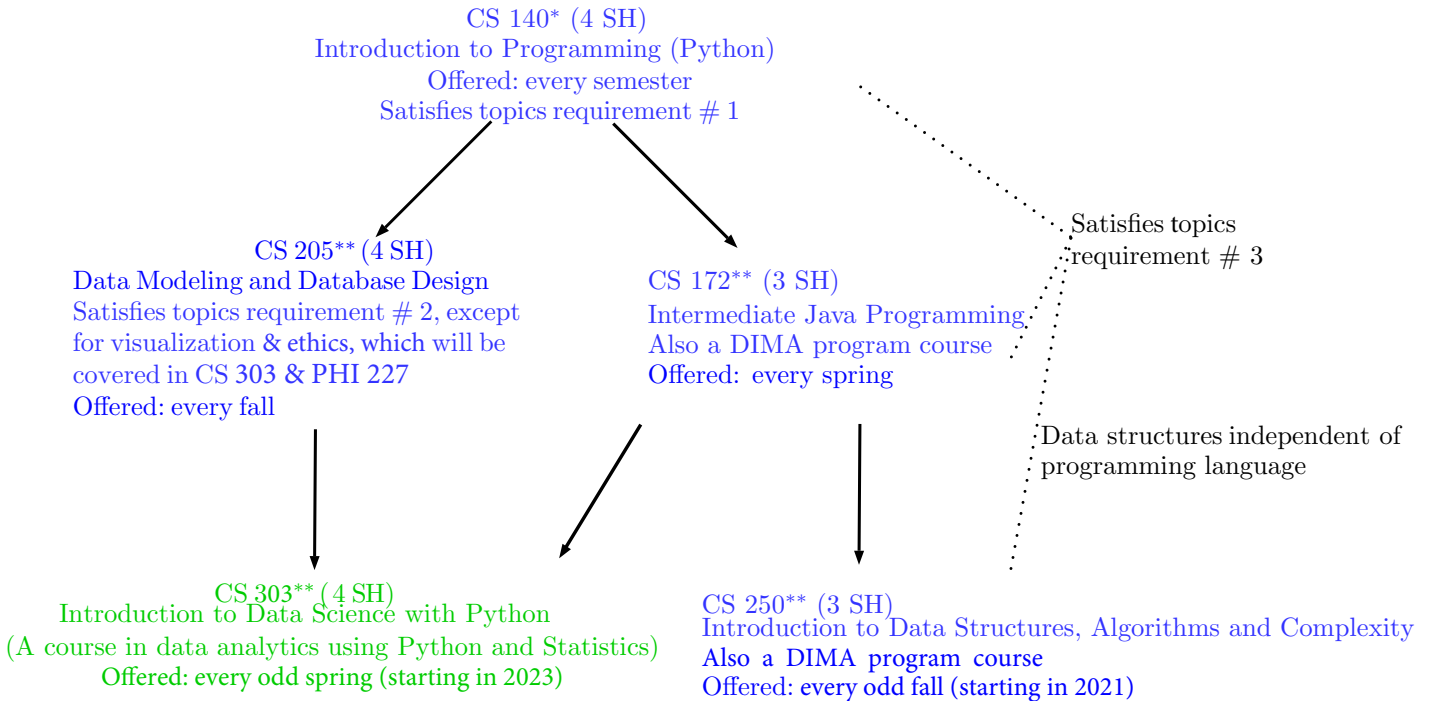 CS 140* (4 SH)
Introduction to Programming (Python)
Offered: every semester
Satisfies topics requirement # 1
Satisfies topics
requirement # 3
CS 205** (4 SH)
Data Modeling and Database Design
Satisfies topics requirement # 2, except
for visualization & ethics, which will be
covered in CS 303 & PHI 227
Offered: every fall
CS 172** (3 SH)
Intermediate Java Programming
Also a DIMA program course
Offered: every spring
Data structures independent of
programming language
CS 303** (4 SH)
Introduction to Data Science with Python
(A course in data analytics using Python and Statistics)
Offered: every odd spring (starting in 2023)
CS 250** (3 SH)
Introduction to Data Structures, Algorithms and Complexity
Also a DIMA program course
Offered: every odd fall (starting in 2021)